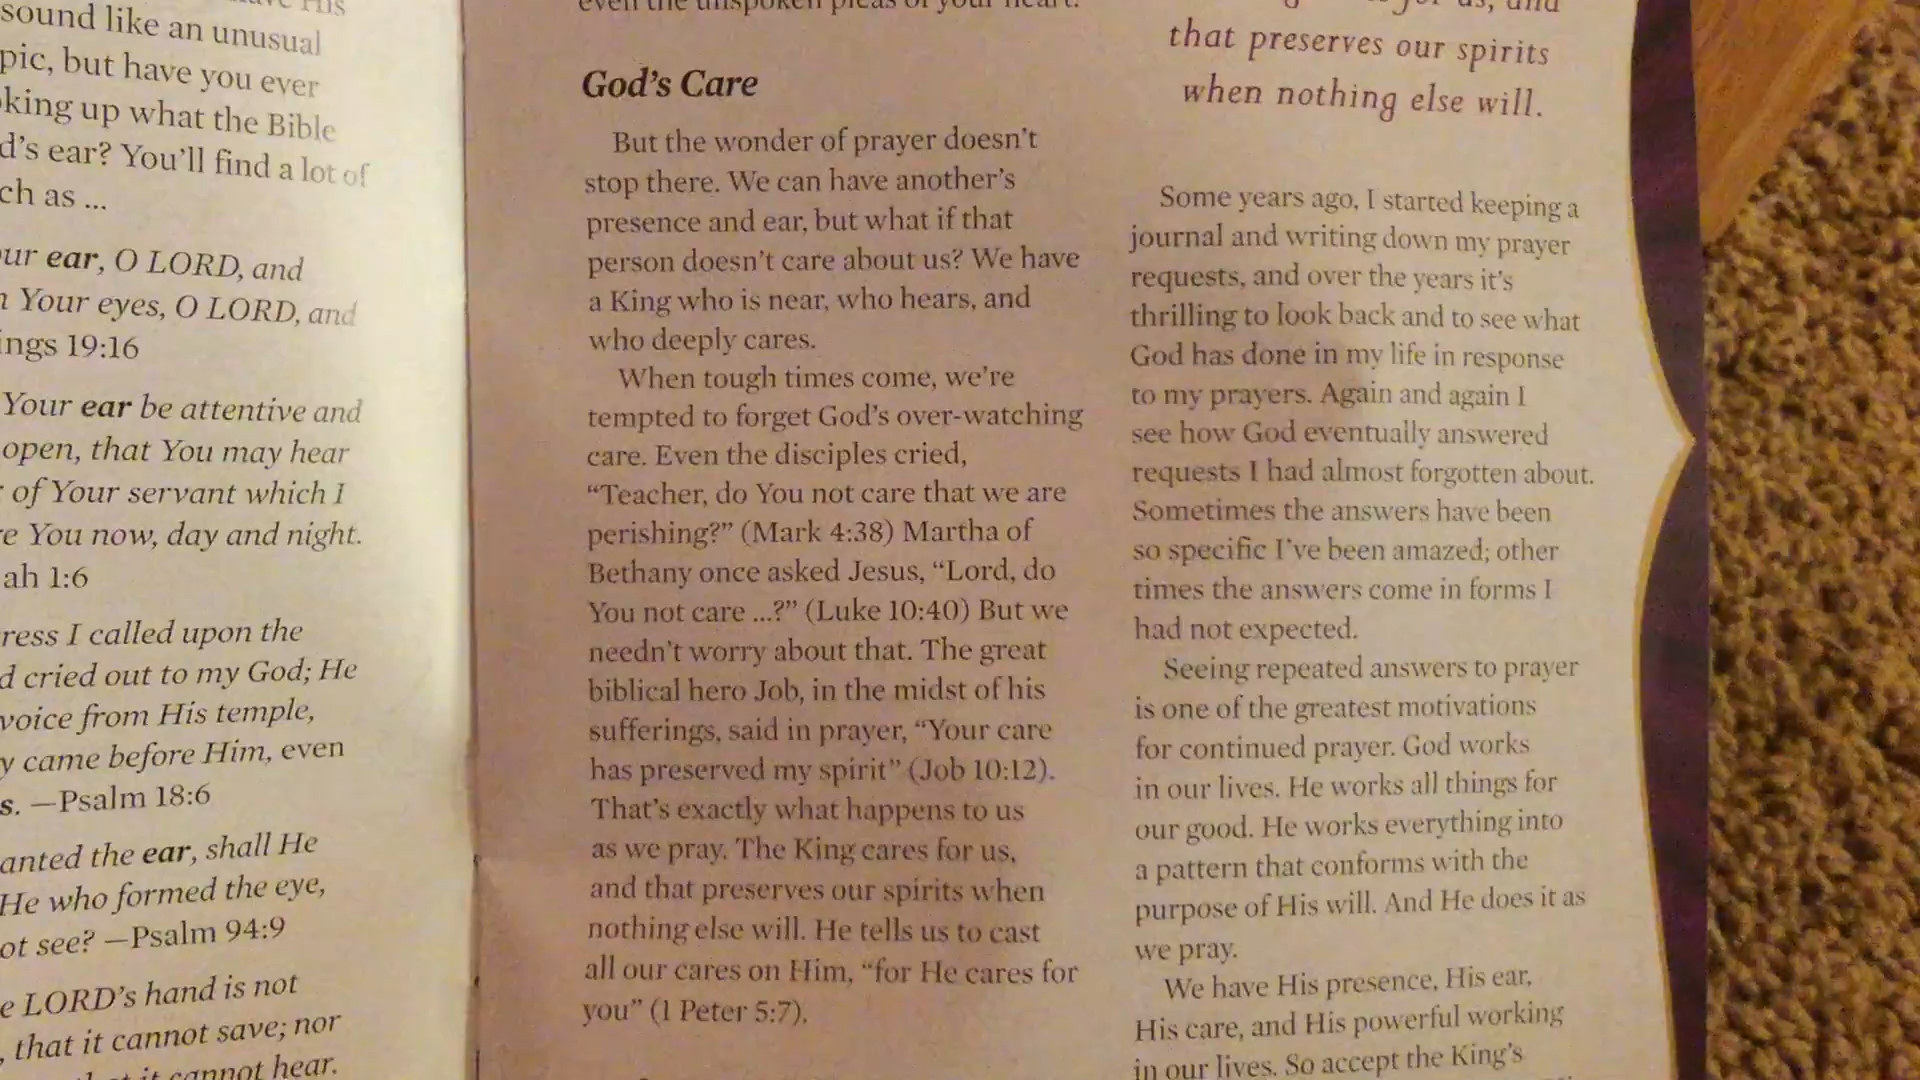 sound like an unusual
pic, but have you ever
king up what the Bible
d's ear? You'll find a lot of
ch as ...
ur ear, O LORD, and
Your eyes, O LORD, and
ings 19:16
Your ear be attentive and
open, that You may hear
of Your servant which I
e You now, day and night.
ah 1:6
ress I called upon the
d cried out to my God; He
voice from His temple,
y came before Him, even
s. —Psalm 18:6
anted the ear, shall He
He who formed the eye,
ot see? —Psalm 94:9
e LORD's hand is not
, that it cannot save; nor
it cannot hear.
even the unspoken pleas of your heart.
God's Care
But the wonder of prayer doesn't
stop there. We can have another's
presence and ear, but what if that
person doesn't care about us? We have
a King who is near, who hears, and
who deeply cares.
When tough times come, we're
tempted to forget God's over-watching
care. Even the disciples cried,
“Teacher, do You not care that we are
perishing?” (Mark 4:38) Martha of
Bethany once asked Jesus, “Lord, do
You not care ...?” (Luke 10:40) But we
needn't worry about that. The great
biblical hero Job, in the midst of his
sufferings, said in prayer, “Your care
has preserved my spirit” (Job 10:12).
That's exactly what happens to us
as we pray. The King cares for us,
and that preserves our spirits when
nothing else will. He tells us to cast
all our cares on Him, “for He cares for
you” (1 Peter 5:7).
for us, and
that preserves our spirits
when nothing else will.
Some years ago, I started keeping a
journal and writing down my prayer
requests, and over the years it's
thrilling to look back and to see what
God has done in my life in response
to my prayers. Again and again I
see how God eventually answered
requests I had almost forgotten about.
Sometimes the answers have been
so specific I've been amazed; other
times the answers come in forms I
had not expected.
Seeing repeated answers to prayer
is one of the greatest motivations
for continued prayer. God works
in our lives. He works all things for
our good. He works everything into
a pattern that conforms with the
purpose of His will. And He does it as
we pray.
We have His presence, His ear,
His care, and His powerful working
in our lives. So accept the King's